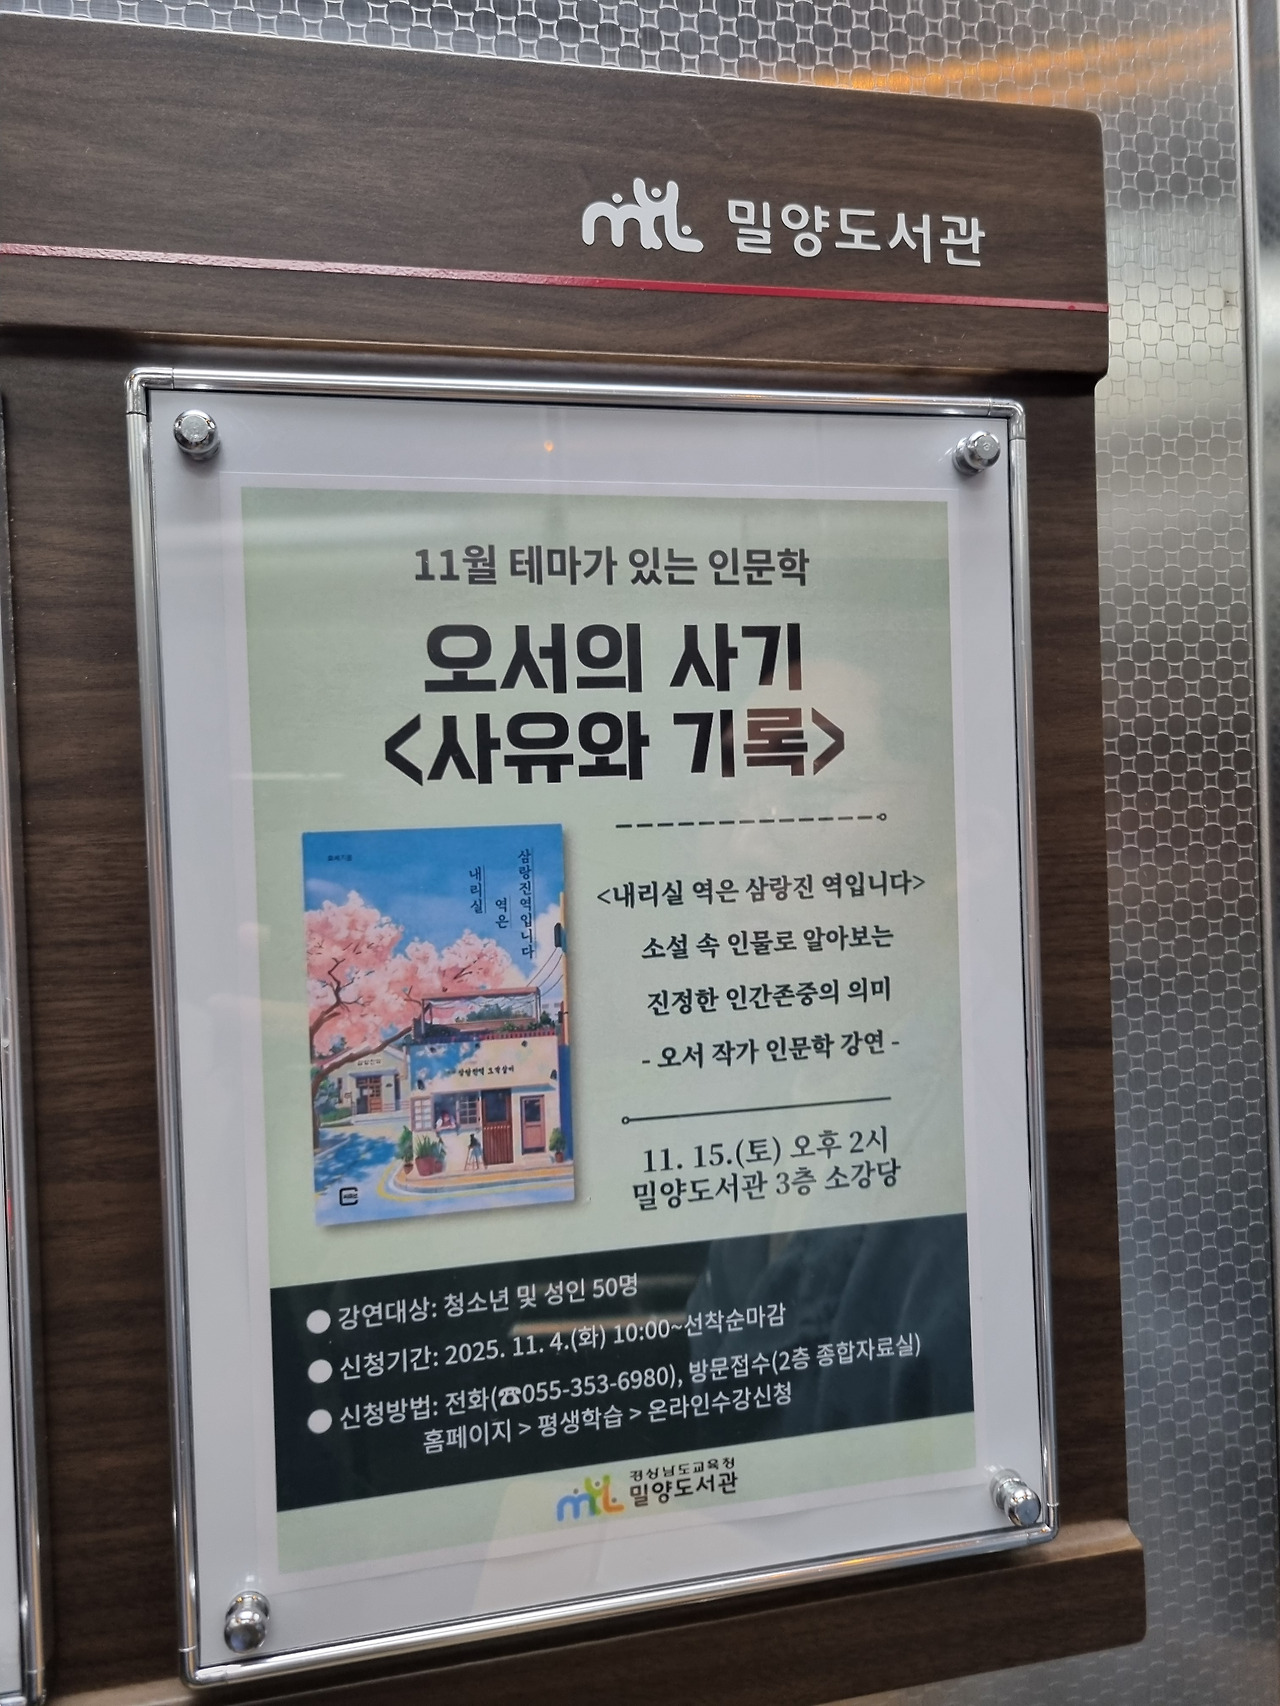 밀양도서관
11월 테마가 있는 인문학
오서의 사기
<사유와 기록>
삼랑진역입니다
역은
내리실
<내리실 역은 삼랑진 역입니다>
소설 속 인물로 알아보는
진정한 인간존중의 의미
- 오서 작가 인문학 강연 -
11. 15.(토) 오후 2시
밀양도서관 3층 소강당
● 강연대상: 청소년 및 성인 50명
● 신청기간: 2025. 11. 4.(화) 10:00~선착순마감
● 신청방법: 전화(☎055-353-6980), 방문접수(2층 종합자료실)
홈페이지 > 평생학습 > 온라인수강신청
경상남도교육청
밀양도서관